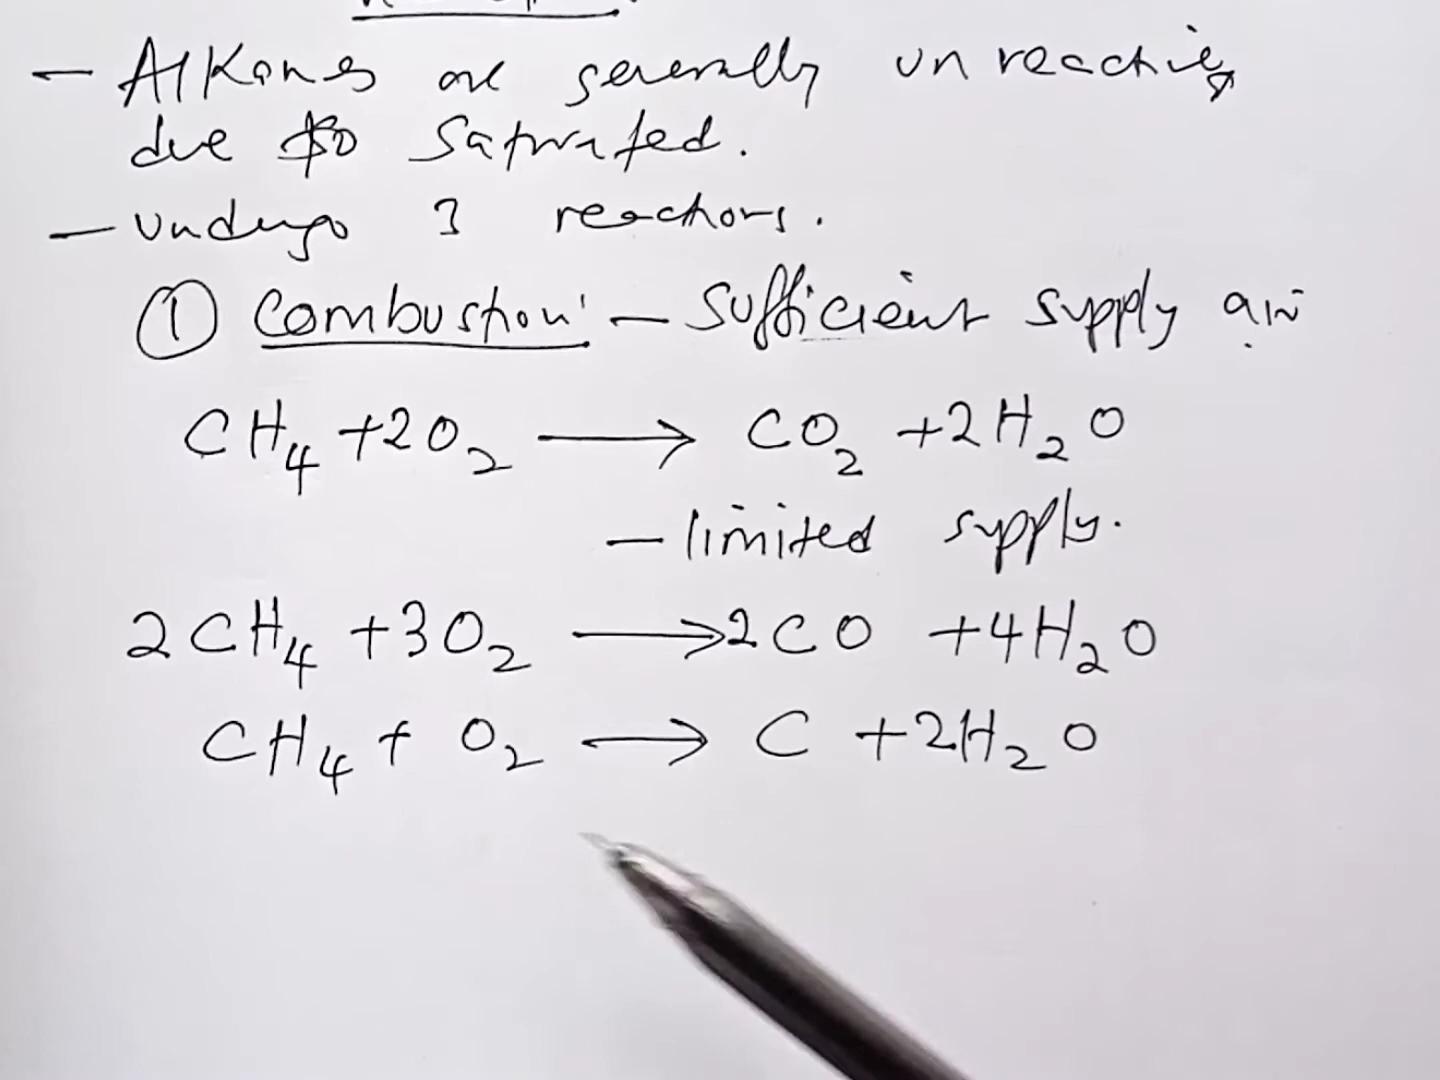 - Alkanes are generally unreactive
due to saturated.
- undergo 3 reactions.
① Combustion - Sufficient supply air
CH₄ + 2O₂ ⟶ CO₂ + 2H₂O
- limited supply.
2CH₄ + 3O₂ ⟶ 2CO + 4H₂O
CH₄ + O₂ ⟶ C + 2H₂O